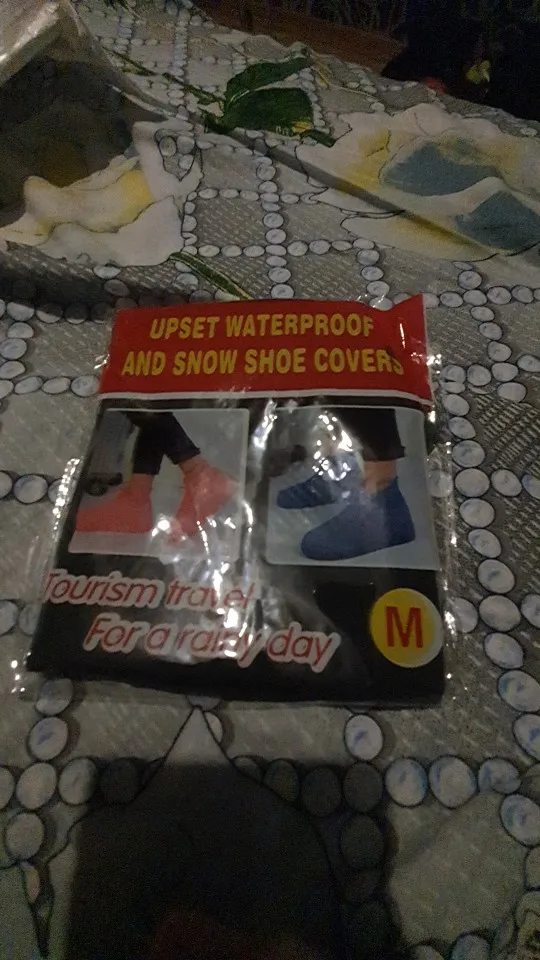 UPSET WATERPROOF
AND SNOW SHOE COVERS
Tourism travel
For a rainy day
M